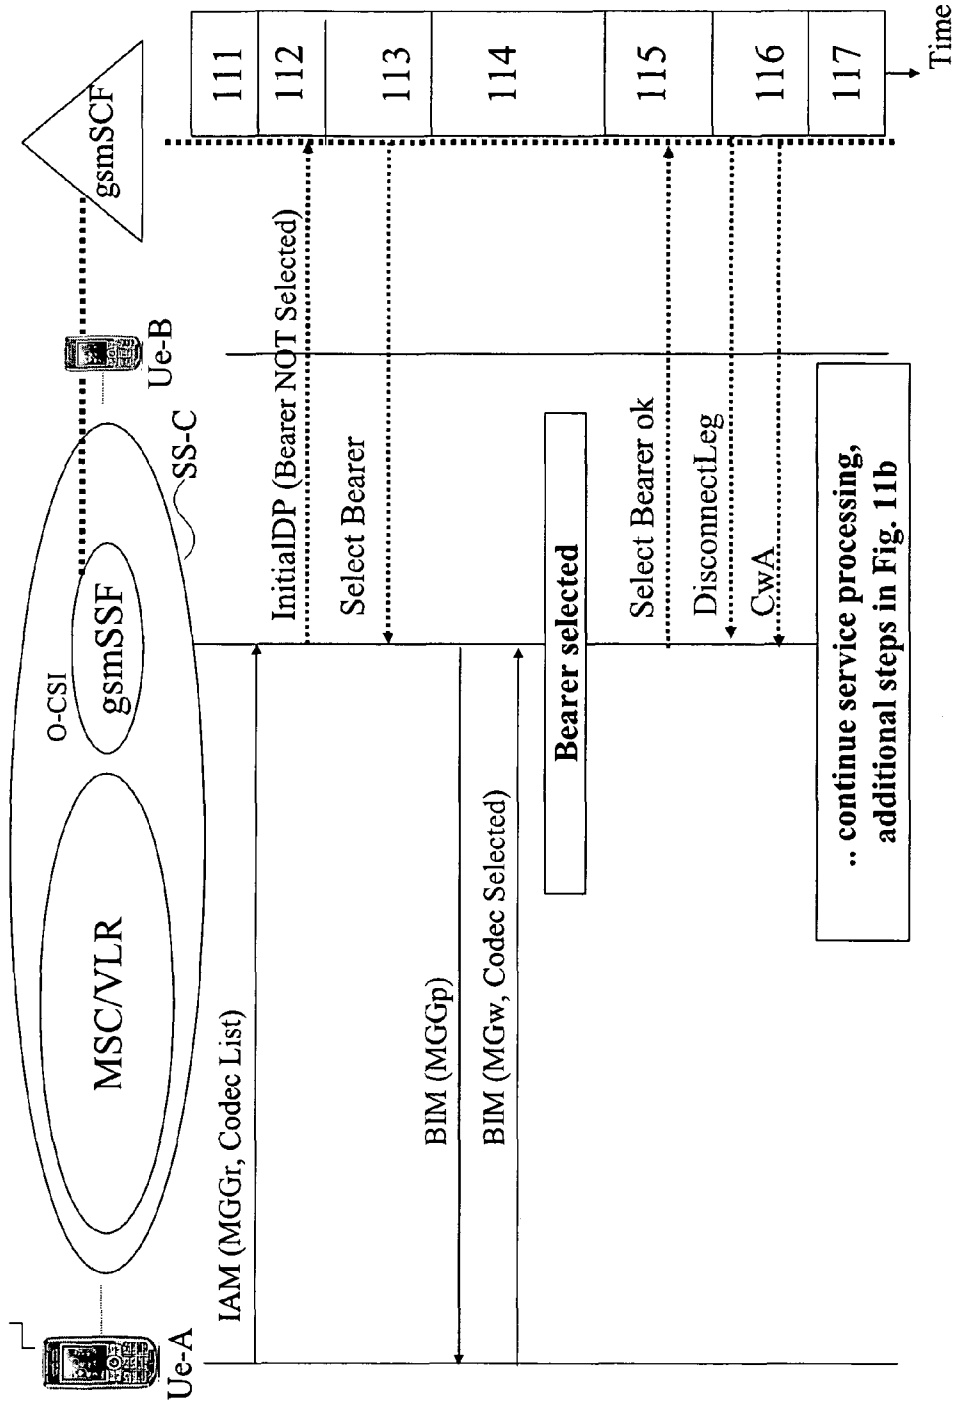 Ue-A
MSC/VLR
O-CSI
gsmSSF
SS-C
Ue-B
gsmSCF
IAM (MGGr, Codec List)
111
InitialDP (Bearer NOT Selected)
112
Select Bearer
113
BIM (MGGp)
BIM (MGw, Codec Selected)
114
Bearer selected
Select Bearer ok
115
DisconnectLeg
CwA
116
.. continue service processing,
additional steps in Fig. 11b
117
Time